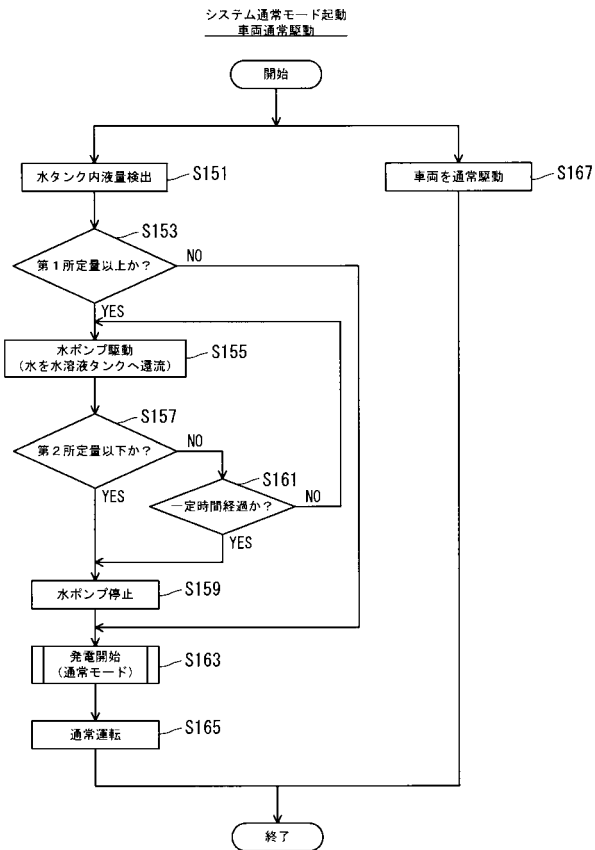 システム通常モード起動
車両通常駆動
開始
水タンク内液量検出
S151
車両を通常駆動
S167
S153
第1所定量以上か?
NO
YES
水ポンプ駆動
(水を水溶液タンクへ還流)
S155
S157
第2所定量以下か?
NO
YES
S161
一定時間経過か?
NO
YES
水ポンプ停止
S159
発電開始
(通常モード)
S163
通常運転
S165
終了